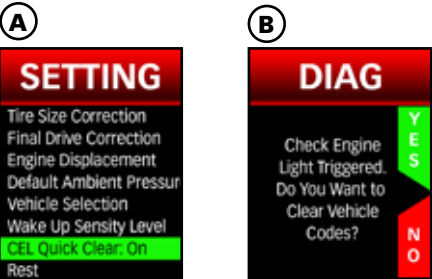 A
SETTING
Tire Size Correction
Final Drive Correction
Engine Displacement
Default Ambient Pressur
Vehicle Selection
Wake Up Sensity Level
CEL Quick Clear: On
Rest
B
DIAG
Check Engine
Light Triggered.
Do You Want to
Clear Vehicle
Codes?
YES
NO